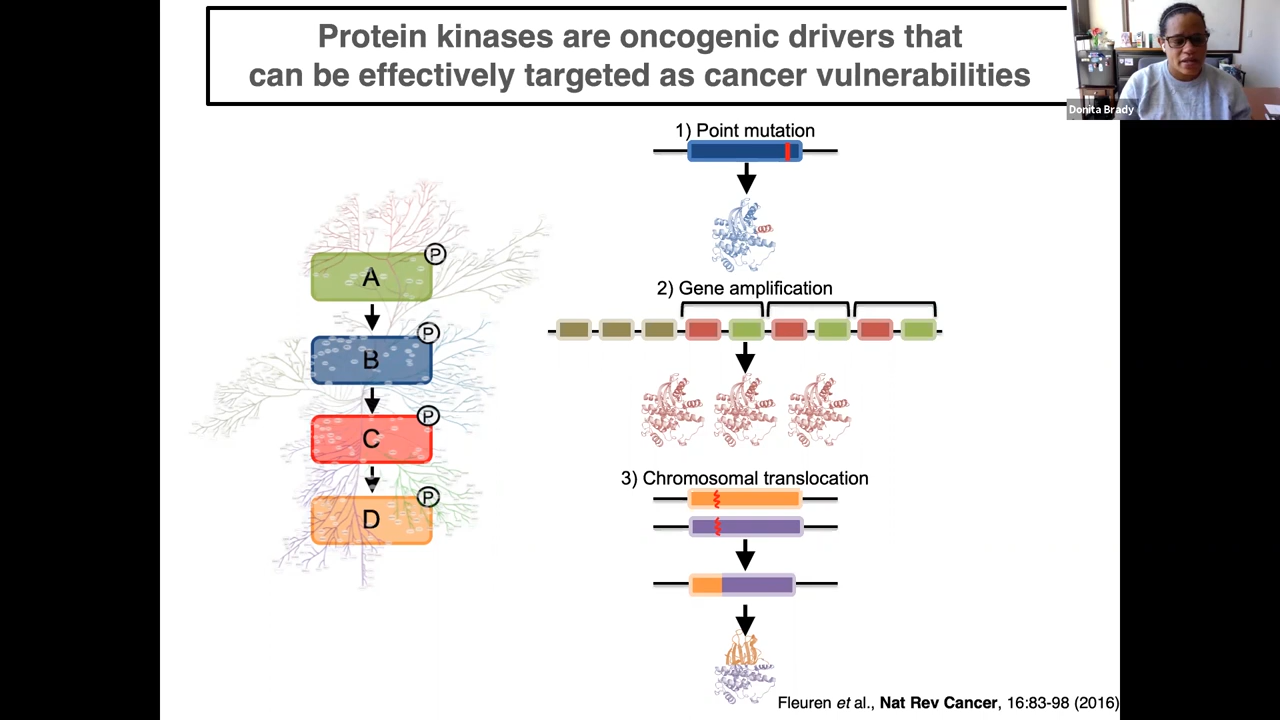 Protein kinases are oncogenic drivers that
can be effectively targeted as cancer vulnerabilities
Donita Brady
A
P
B
P
C
P
D
P
1) Point mutation
2) Gene amplification
3) Chromosomal translocation
Fleuren et al., Nat Rev Cancer, 16:83-98 (2016)